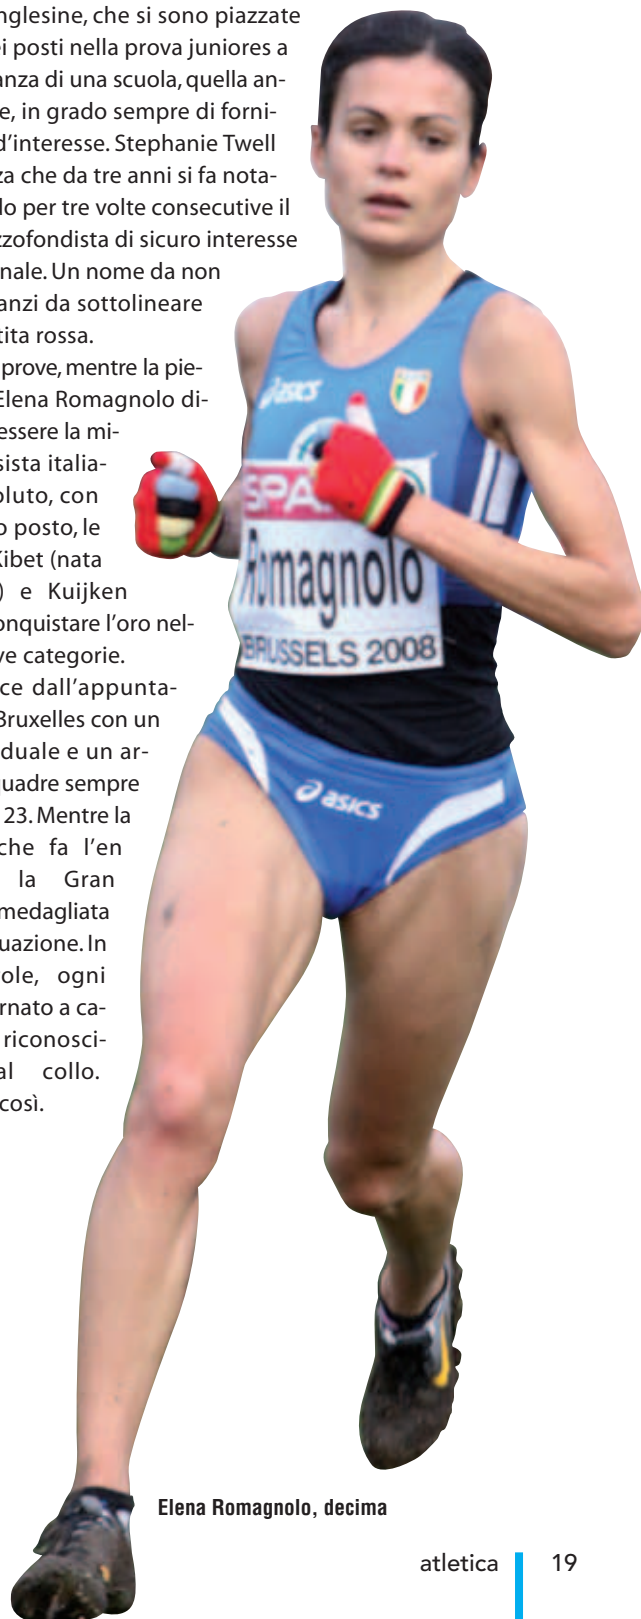 nglesine, che si sono piazzate
ei posti nella prova juniores a
anza di una scuola, quella an-
e, in grado sempre di forni-
d'interesse. Stephanie Twell
za che da tre anni si fa nota-
do per tre volte consecutive il
zzofondista di sicuro interesse
nale. Un nome da non
anzi da sottolineare
tita rossa.
prove, mentre la pie-
Elena Romagnolo di-
essere la mi-
sista italia-
oluto, con
o posto, le
Kibet (nata
) e Kuijken
onquistare l'oro nel-
ve categorie.
ce dall'appunta-
Bruxelles con un
duale e un ar-
quadre sempre
23. Mentre la
che fa l'en
la Gran
medagliata
uazione. In
ole, ogni
rnato a ca-
riconosci-
al collo.
così.
asics
SPA
Romagnolo
BRUSSELS 2008
asics
Elena Romagnolo, decima
atletica 19